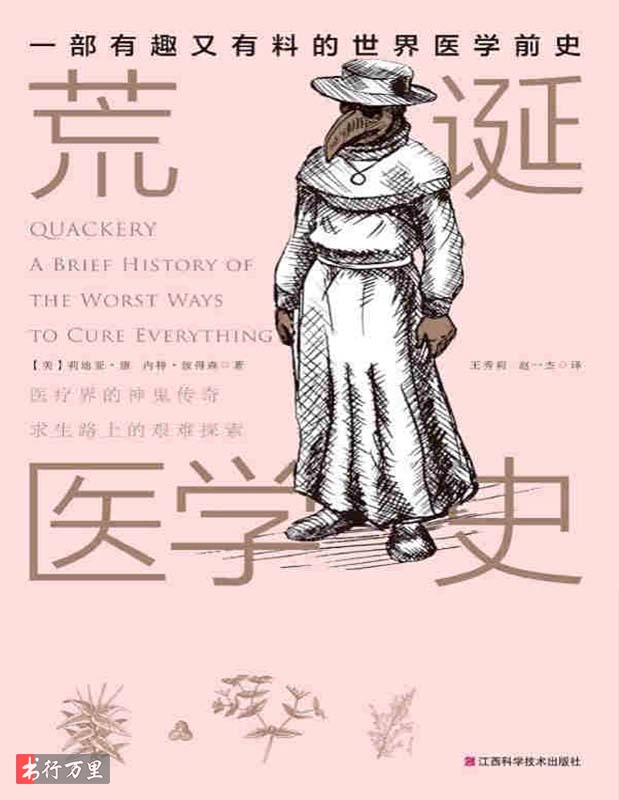 一部有趣又有料的世界医学前史
荒诞
QUACKERY
A BRIEF HISTORY OF
THE WORST WAYS
TO CURE EVERYTHING
【美】莉地亚·康 内特·彼得森◎著
王秀莉 赵一杰◎译
医疗界的神鬼传奇
求生路上的艰难探索
医学史
书行万里
江西科学技术出版社